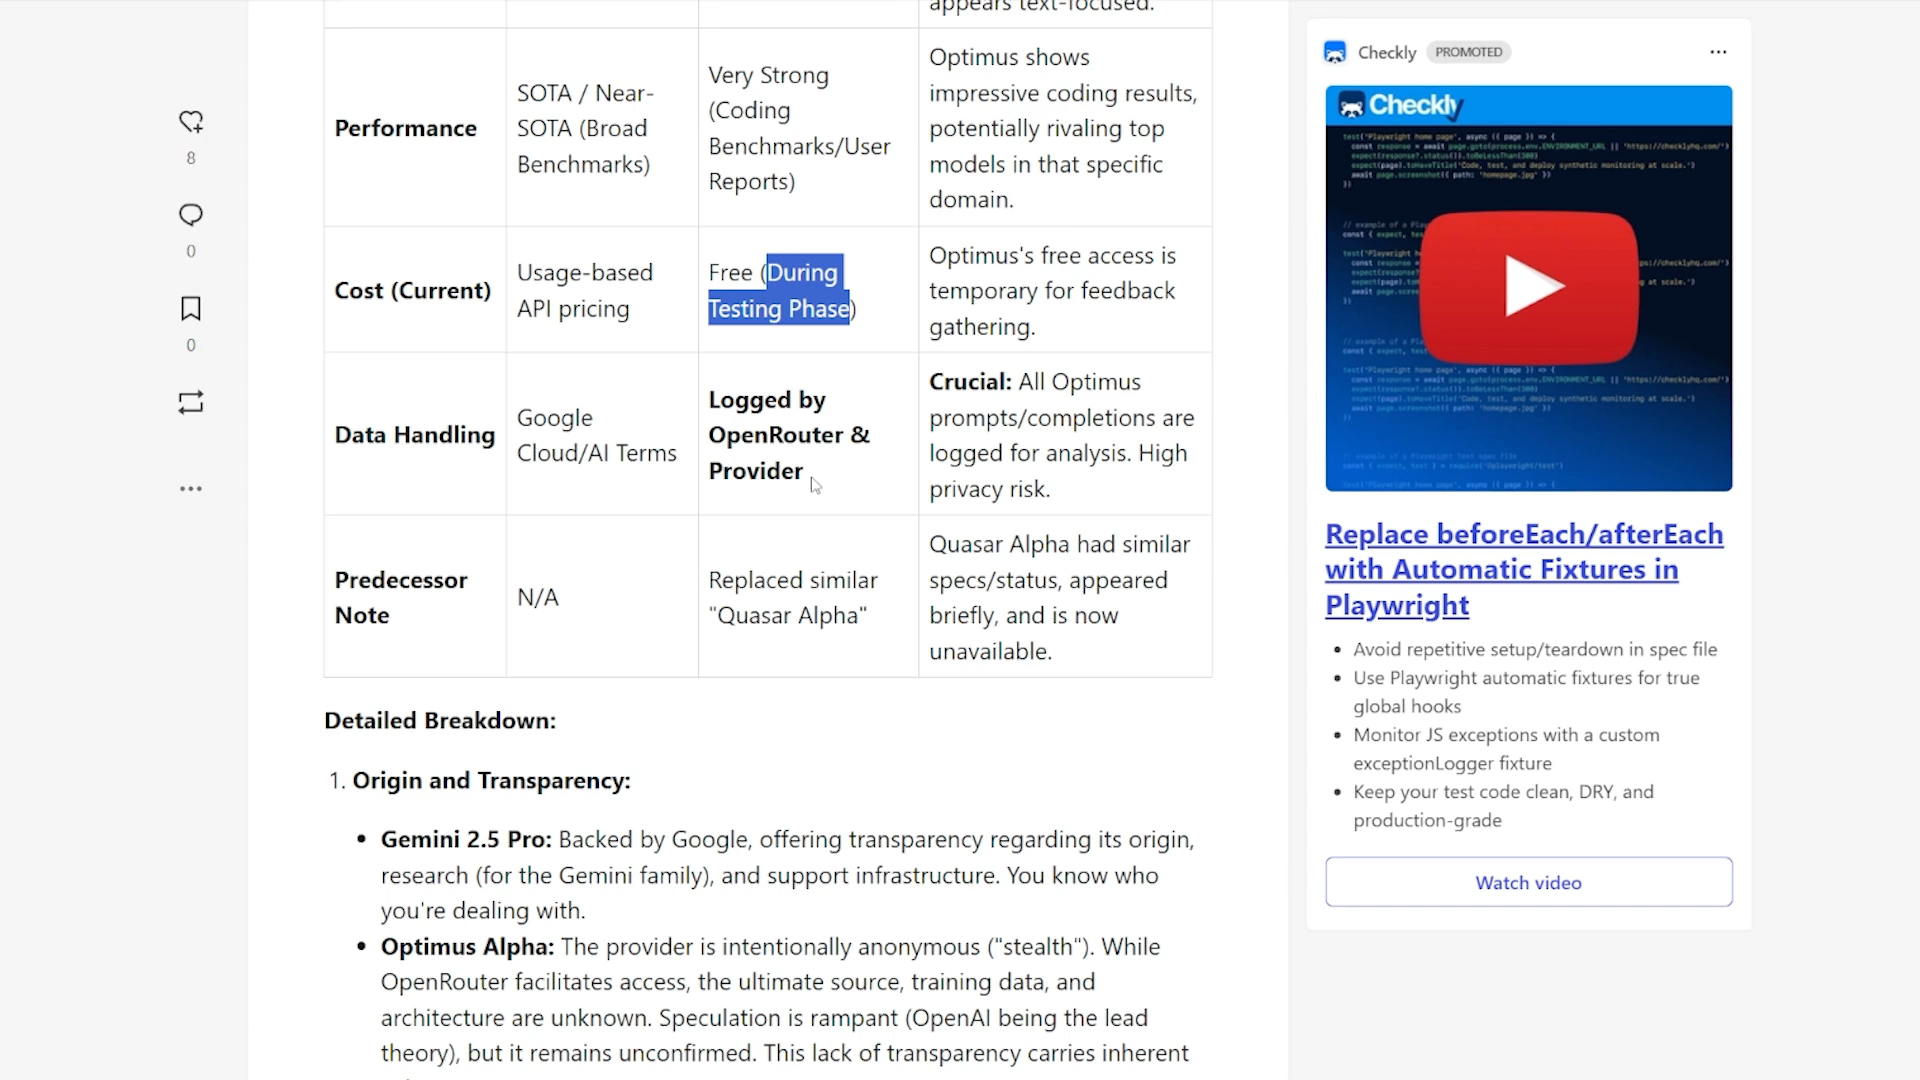 appears text-focused.
Performance
SOTA / Near-
SOTA (Broad
Benchmarks)
Very Strong
(Coding
Benchmarks/User
Reports)
Optimus shows
impressive coding results,
potentially rivaling top
models in that specific
domain.
Cost (Current)
Usage-based
API pricing
Free (During
Testing Phase)
Optimus's free access is
temporary for feedback
gathering.
Data Handling
Google
Cloud/AI Terms
Logged by
OpenRouter &
Provider
Crucial: All Optimus
prompts/completions are
logged for analysis. High
privacy risk.
Predecessor
Note
N/A
Replaced similar
"Quasar Alpha"
Quasar Alpha had similar
specs/status, appeared
briefly, and is now
unavailable.
Detailed Breakdown:
1. Origin and Transparency:
• Gemini 2.5 Pro: Backed by Google, offering transparency regarding its origin,
research (for the Gemini family), and support infrastructure. You know who
you're dealing with.
• Optimus Alpha: The provider is intentionally anonymous ("stealth"). While
OpenRouter facilitates access, the ultimate source, training data, and
architecture are unknown. Speculation is rampant (OpenAI being the lead
theory), but it remains unconfirmed. This lack of transparency carries inherent
8
0
0
Checkly PROMOTED
Checkly
test('Playwright home page', async ({ page }) => {
Replace beforeEach/afterEach
with Automatic Fixtures in
Playwright
• Avoid repetitive setup/teardown in spec file
• Use Playwright automatic fixtures for true
global hooks
• Monitor JS exceptions with a custom
exceptionLogger fixture
• Keep your test code clean, DRY, and
production-grade
Watch video